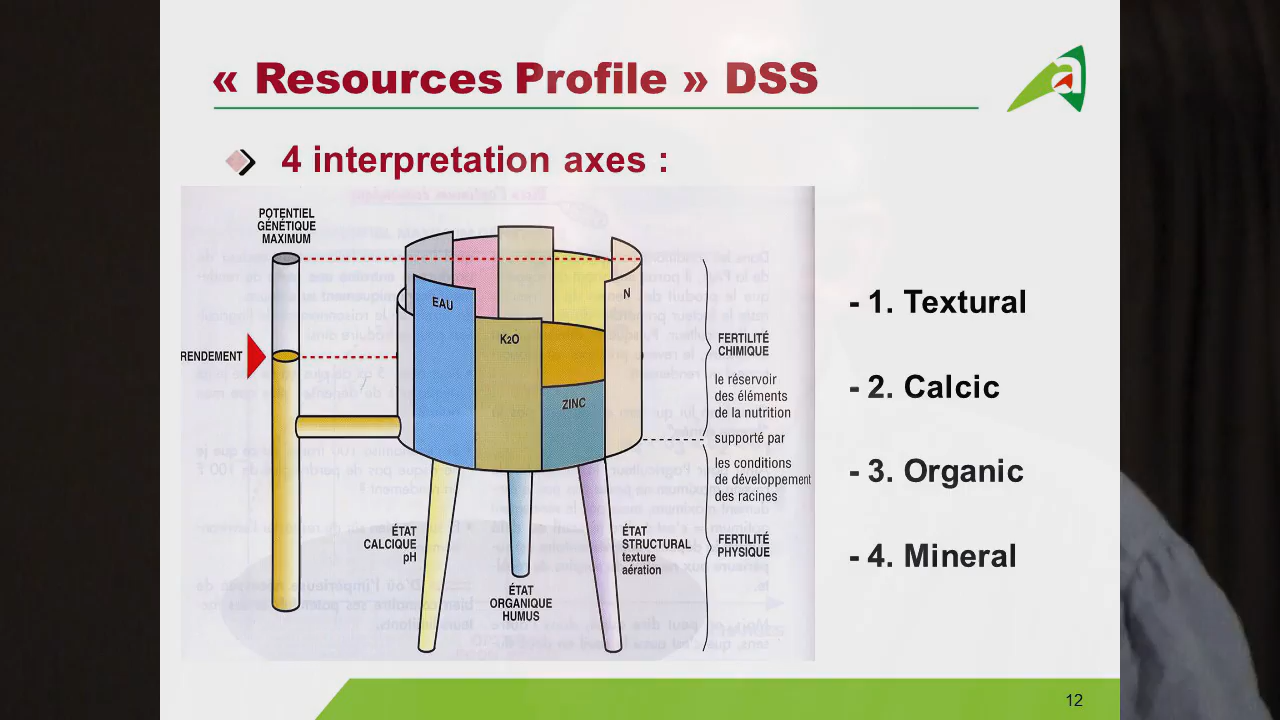 « Resources Profile » DSS
4 interpretation axes :
POTENTIEL
GÉNÉTIQUE
MAXIMUM
EAU
K2O
N
ZINC
RENDEMENT
FERTILITÉ
CHIMIQUE
le réservoir
des éléments
de la nutrition
supporté par
les conditions
de développement
des racines
FERTILITÉ
PHYSIQUE
ÉTAT
CALCIQUE
pH
ÉTAT
ORGANIQUE
HUMUS
ÉTAT
STRUCTURAL
texture
aération
- 1. Textural
- 2. Calcic
- 3. Organic
- 4. Mineral
12